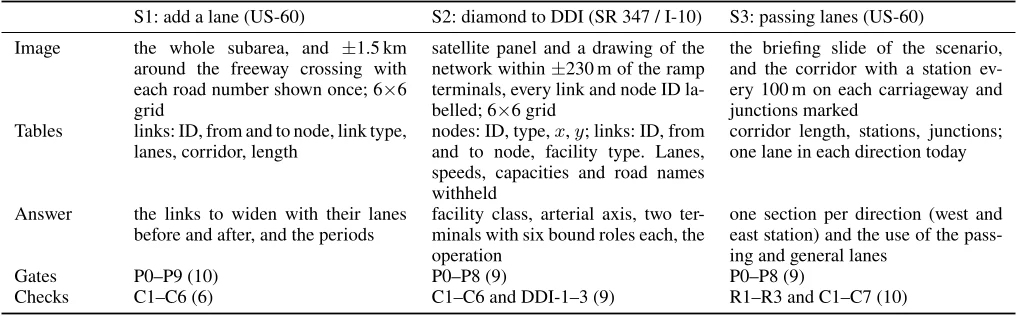 S1: add a lane (US-60) S2: diamond to DDI (SR 347 / I-10) S3: passing lanes (US-60)
Image the whole subarea, and ±1.5 km satellite panel and a drawing of the the briefing slide of the scenario,
around the freeway crossing with network within ±230 m of the ramp and the corridor with a station ev-
each road number shown once; 6×6 terminals, every link and node ID la- ery 100 m on each carriageway and
grid belled; 6×6 grid junctions marked
Tables links: ID, from and to node, link type, nodes: ID, type, x, y; links: ID, from corridor length, stations, junctions;
lanes, corridor, length and to node, facility type. Lanes, one lane in each direction today
speeds, capacities and road names
withheld
Answer the links to widen with their lanes facility class, arterial axis, two ter- one section per direction (west and
before and after, and the periods minals with six bound roles each, the east station) and the use of the pass-
operation ing and general lanes
Gates P0–P9 (10) P0–P8 (9) P0–P8 (9)
Checks C1–C6 (6) C1–C6 and DDI-1–3 (9) R1–R3 and C1–C7 (10)